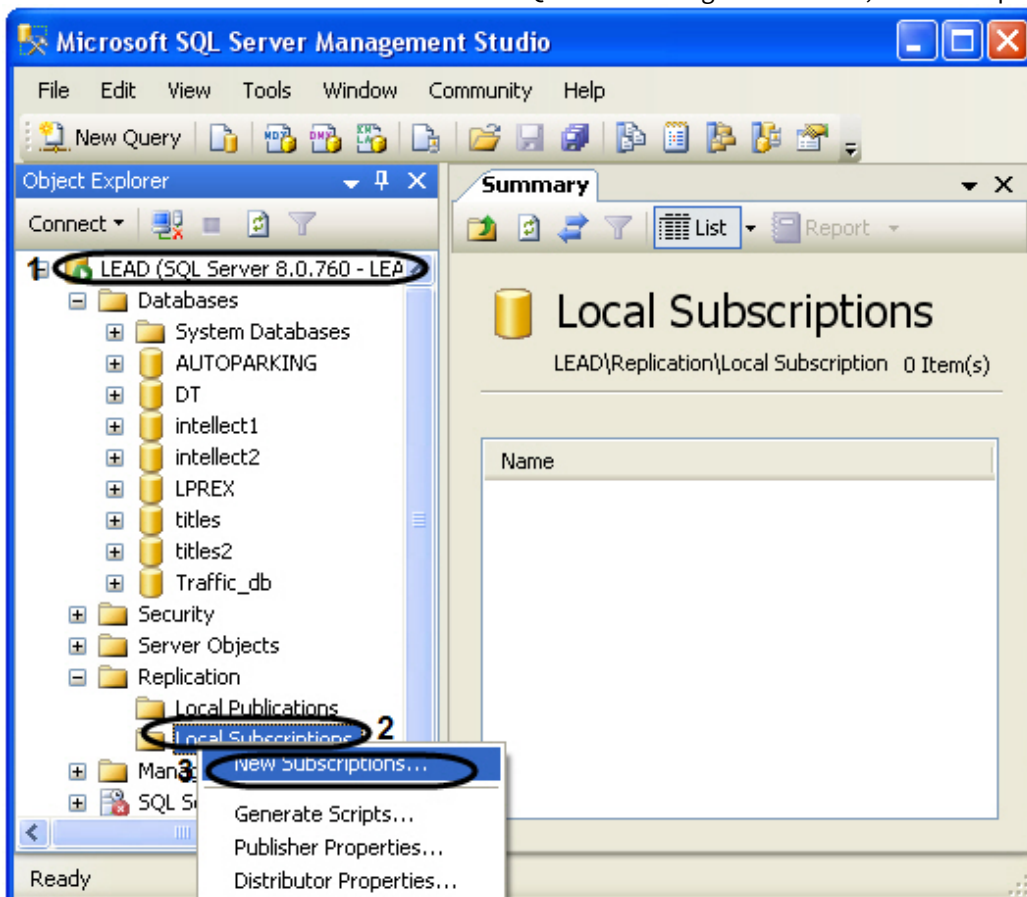 Microsoft SQL Server Management Studio
File Edit View Tools Window Community Help
New Query
Object Explorer
Connect
1 LEAD (SQL Server 8.0.760 - LEA
Databases
System Databases
AUTOPARKING
DT
intellect1
intellect2
LPREX
titles
titles2
Traffic_db
Security
Server Objects
Replication
Local Publications
Local Subscriptions 2
3 New Subscriptions...
SQL
Generate Scripts...
Publisher Properties...
Distributor Properties...
Ready
Summary
List Report
Local Subscriptions
LEAD\Replication\Local Subscription 0 Item(s)
Name